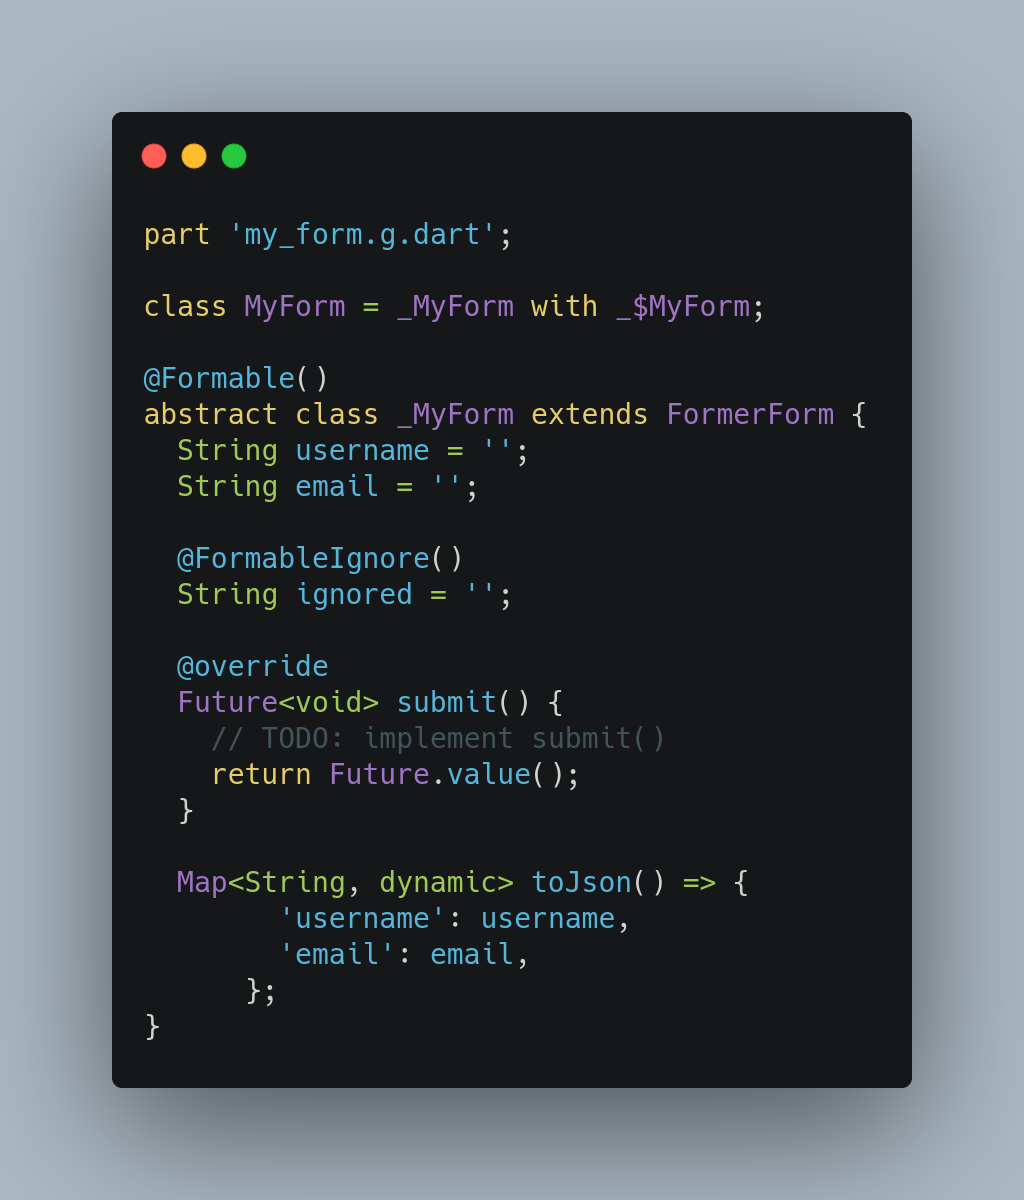 part 'my_form.g.dart';
class MyForm = _MyForm with _$MyForm;
@Formable()
abstract class _MyForm extends FormerForm {
  String username = '';
  String email = '';
  @FormableIgnore()
  String ignored = '';
  @override
  Future<void> submit() {
    // TODO: implement submit()
    return Future.value();
  }
  Map<String, dynamic> toJson() => {
        'username': username,
        'email': email,
      };
}